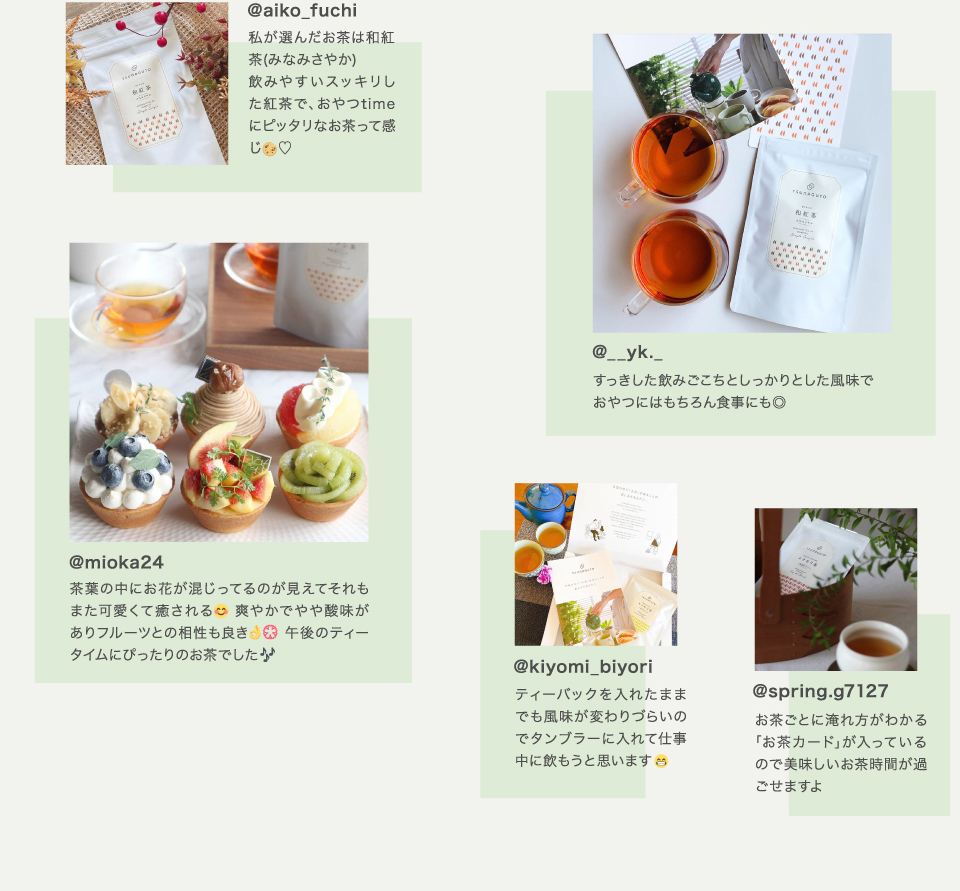 @aiko_fuchi
私が選んだお茶は和紅
茶(みなみさやか)
飲みやすいスッキリし
た紅茶で、おやつtime
にピッタリなお茶って感
じ🍪♡
和紅茶
@__yk._
すっきした飲みごこちとしっかりとした風味で
おやつにはもちろん食事にも◎
和紅茶
@mioka24
茶葉の中にお花が混じってるのが見えてそれも
また可愛くて癒される😊 爽やかでやや酸味が
ありフルーツとの相性も良き👌💮 午後のティー
タイムにぴったりのお茶でした🎶
@kiyomi_biyori
ティーバックを入れたまま
でも風味が変わりづらいの
でタンブラーに入れて仕事
中に飲もうと思います😁
@spring.g7127
お茶ごとに淹れ方がわかる
「お茶カード」が入っている
ので美味しいお茶時間が過
ごせますよ